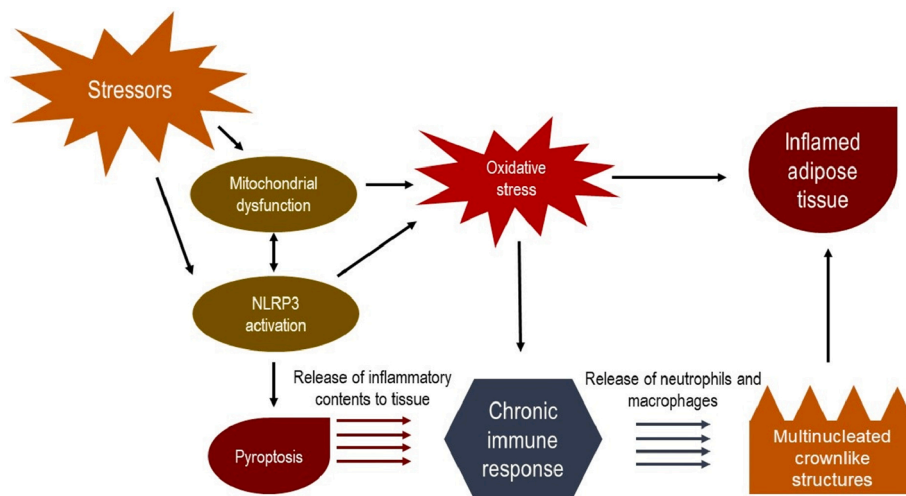 Stressors
Mitochondrial
dysfunction
Oxidative
stress
Inflamed
adipose
tissue
NLRP3
activation
Release of inflammatory
contents to tissue
Release of neutrophils and
macrophages
Pyroptosis
Chronic
immune
response
Multinucleated
crownlike
structures